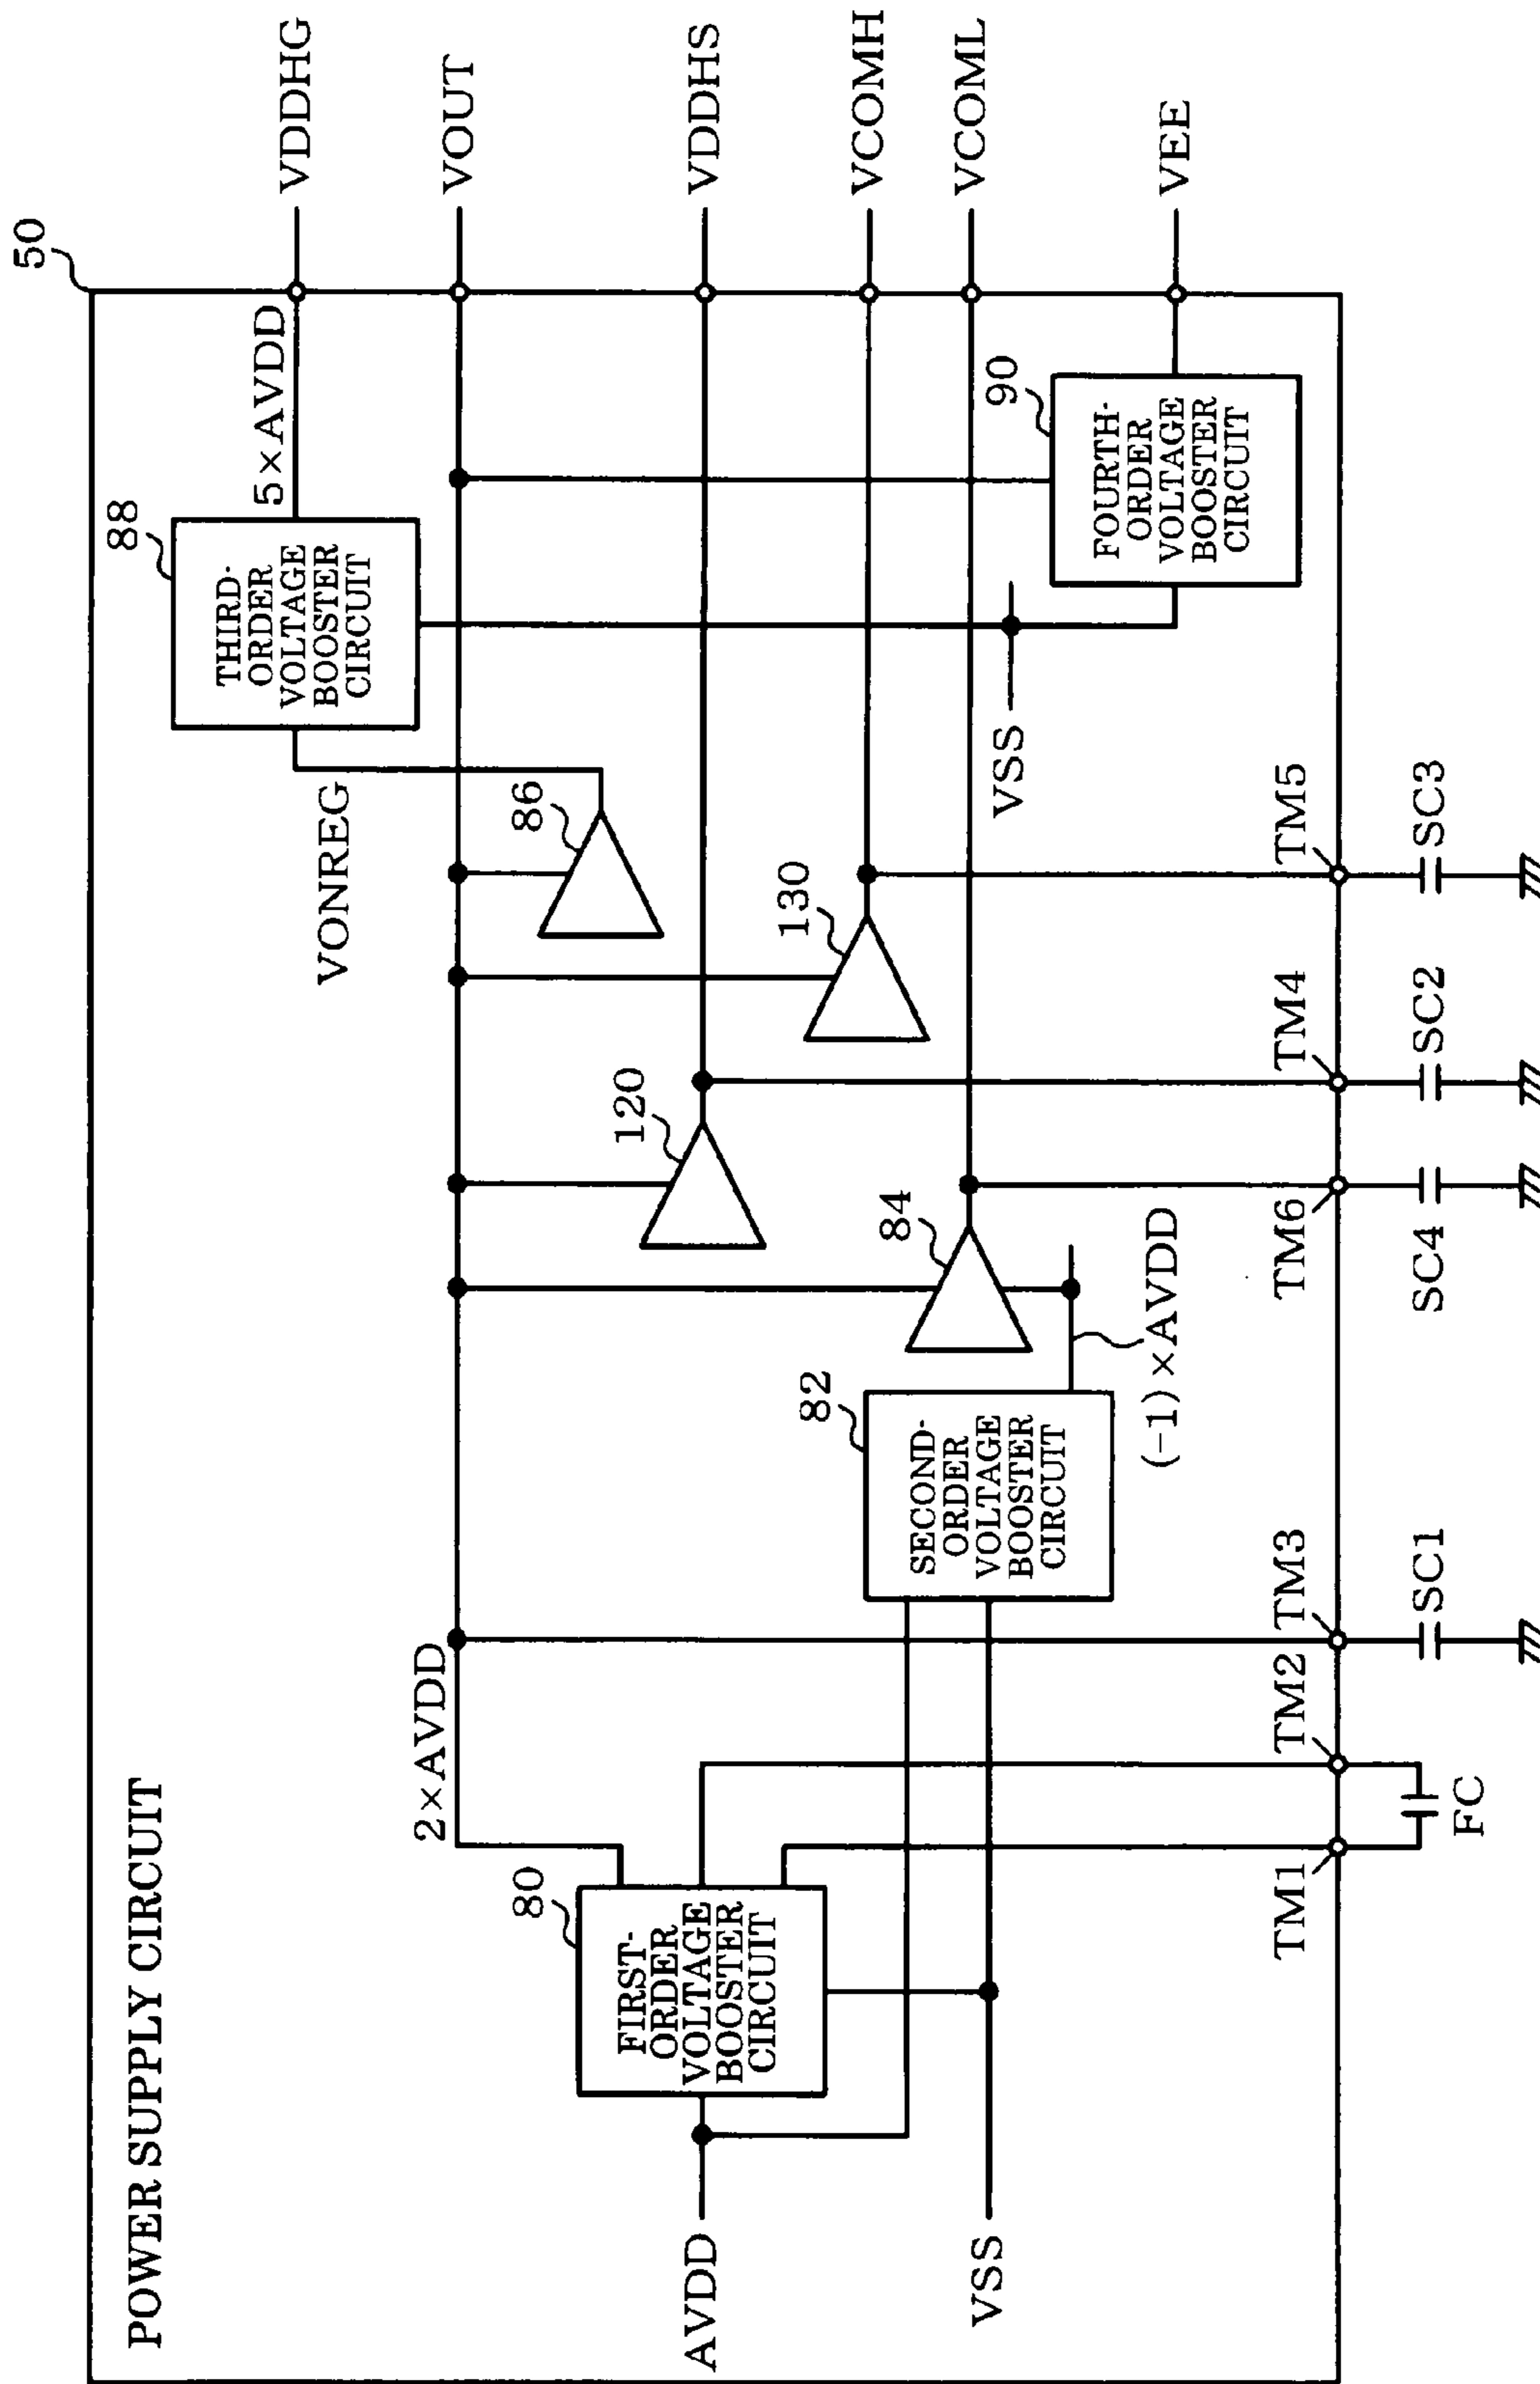 50
POWER SUPPLY CIRCUIT
AVDD
VSS
80
FIRST-
ORDER
VOLTAGE
BOOSTER
CIRCUIT
2×AVDD
82
SECOND-
ORDER
VOLTAGE
BOOSTER
CIRCUIT
(−1)×AVDD
84
120
130
86
VONREG
88
THIRD-
ORDER
VOLTAGE
BOOSTER
CIRCUIT
5×AVDD
VSS
90
FOURTH-
ORDER
VOLTAGE
BOOSTER
CIRCUIT
VDDHG
VOUT
VDDHS
VCOMH
VCOML
VEE
TM1
TM2
TM3
TM6
TM4
TM5
FC
SC1
SC4
SC2
SC3